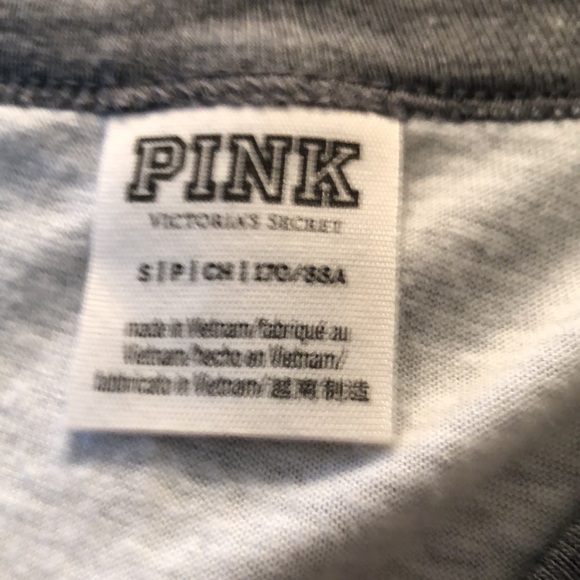 PINK
VICTORIA'S SECRET
S|P|CH|170/88A
made in Vietnam/fabriqué au
Vietnam/hecho en Vietnam/
fabbricato in Vietnam/越南制造